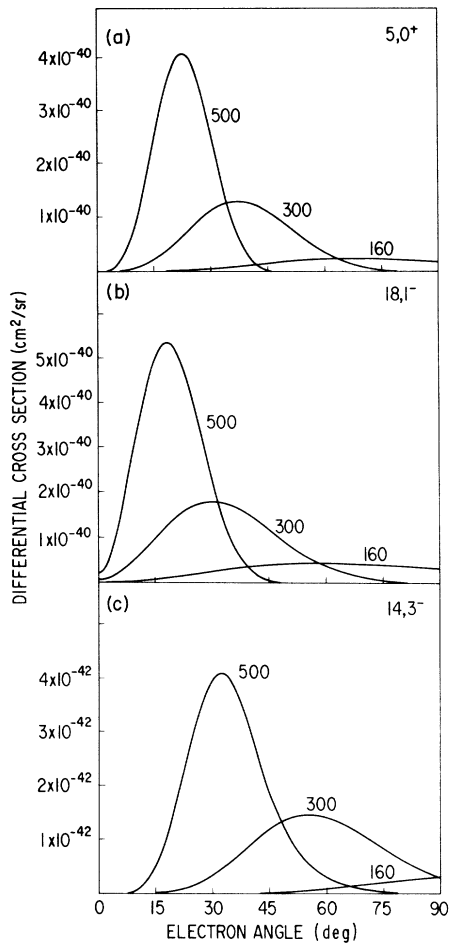 (a) 5,0⁺
4x10⁻⁴⁰
3x10⁻⁴⁰
2x10⁻⁴⁰
1x10⁻⁴⁰
500
300
160
(b) 18,1⁻
5x10⁻⁴⁰
4x10⁻⁴⁰
3x10⁻⁴⁰
2x10⁻⁴⁰
1x10⁻⁴⁰
500
300
160
(c) 14,3⁻
4x10⁻⁴²
3x10⁻⁴²
2x10⁻⁴²
1x10⁻⁴²
500
300
160
0 15 30 45 60 75 90
ELECTRON ANGLE (deg)
DIFFERENTIAL CROSS SECTION (cm²/sr)